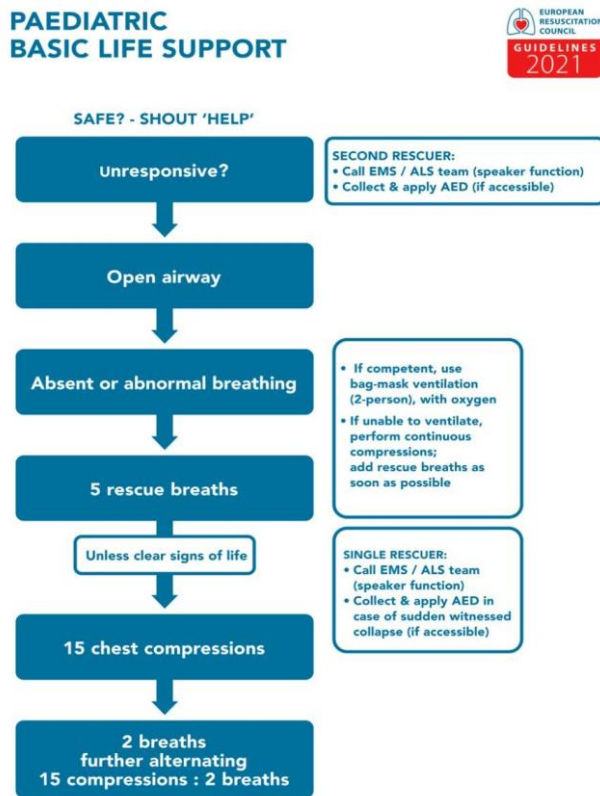 PAEDIATRIC
BASIC LIFE SUPPORT
EUROPEAN
RESUSCITATION
COUNCIL
GUIDELINES
2021
SAFE? - SHOUT 'HELP'
Unresponsive?
SECOND RESCUER:
• Call EMS / ALS team (speaker function)
• Collect & apply AED (if accessible)
Open airway
Absent or abnormal breathing
• If competent, use
bag-mask ventilation
(2-person), with oxygen
• If unable to ventilate,
perform continuous
compressions;
add rescue breaths as
soon as possible
5 rescue breaths
Unless clear signs of life
SINGLE RESCUER:
• Call EMS / ALS team
(speaker function)
• Collect & apply AED in
case of sudden witnessed
collapse (if accessible)
15 chest compressions
2 breaths
further alternating
15 compressions : 2 breaths